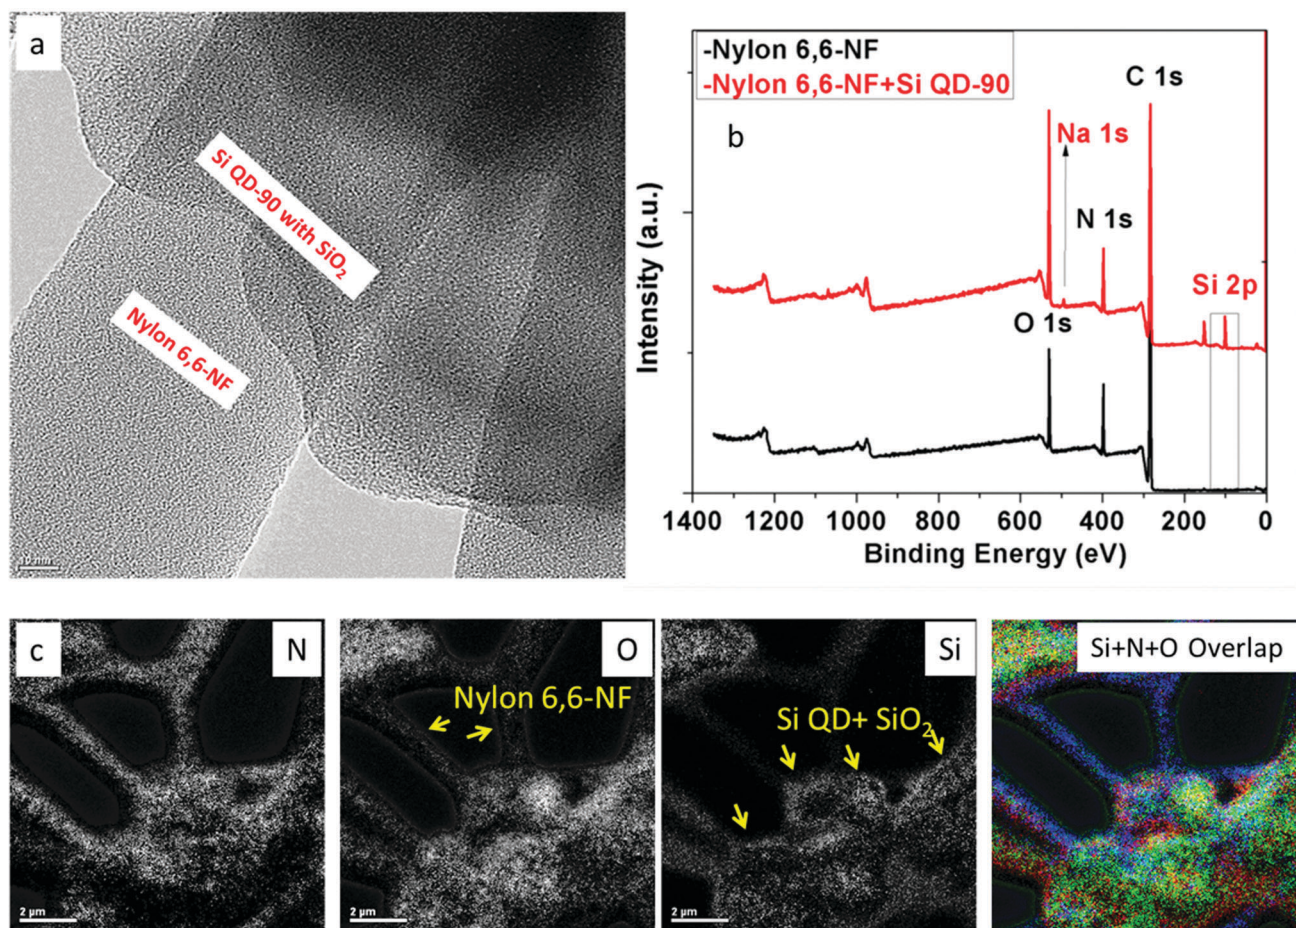 a
Si QD-90 with SiO₂
Nylon 6,6-NF
-Nylon 6,6-NF
-Nylon 6,6-NF+Si QD-90
b
C 1s
Na 1s
N 1s
Si 2p
O 1s
Intensity (a.u.)
1400 1200 1000 800 600 400 200 0
Binding Energy (eV)
c
N
2 µm
O
Nylon 6,6-NF
2 µm
Si
Si QD+ SiO₂
2 µm
Si+N+O Overlap